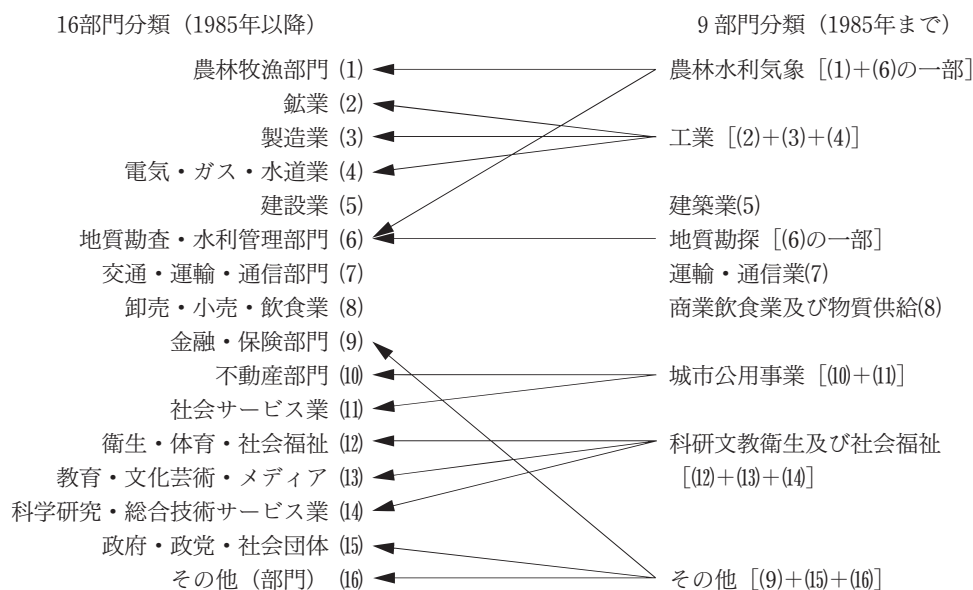 16部門分類（1985年以降）
9 部門分類（1985年まで）
農林牧漁部門 (1)
農林水利気象［(1)＋(6)の一部］
鉱業 (2)
製造業 (3)
工業［(2)＋(3)＋(4)］
電気・ガス・水道業 (4)
建設業 (5)
建築業(5)
地質勘査・水利管理部門 (6)
地質勘探［(6)の一部］
交通・運輸・通信部門 (7)
運輸・通信業(7)
卸売・小売・飲食業 (8)
商業飲食業及び物質供給(8)
金融・保険部門 (9)
不動産部門 (10)
城市公用事業［(10)＋(11)］
社会サービス業 (11)
衛生・体育・社会福祉 (12)
科研文教衛生及び社会福祉
教育・文化芸術・メディア (13)
［(12)＋(13)＋(14)］
科学研究・総合技術サービス業 (14)
政府・政党・社会団体 (15)
その他（部門） (16)
その他［(9)＋(15)＋(16)］